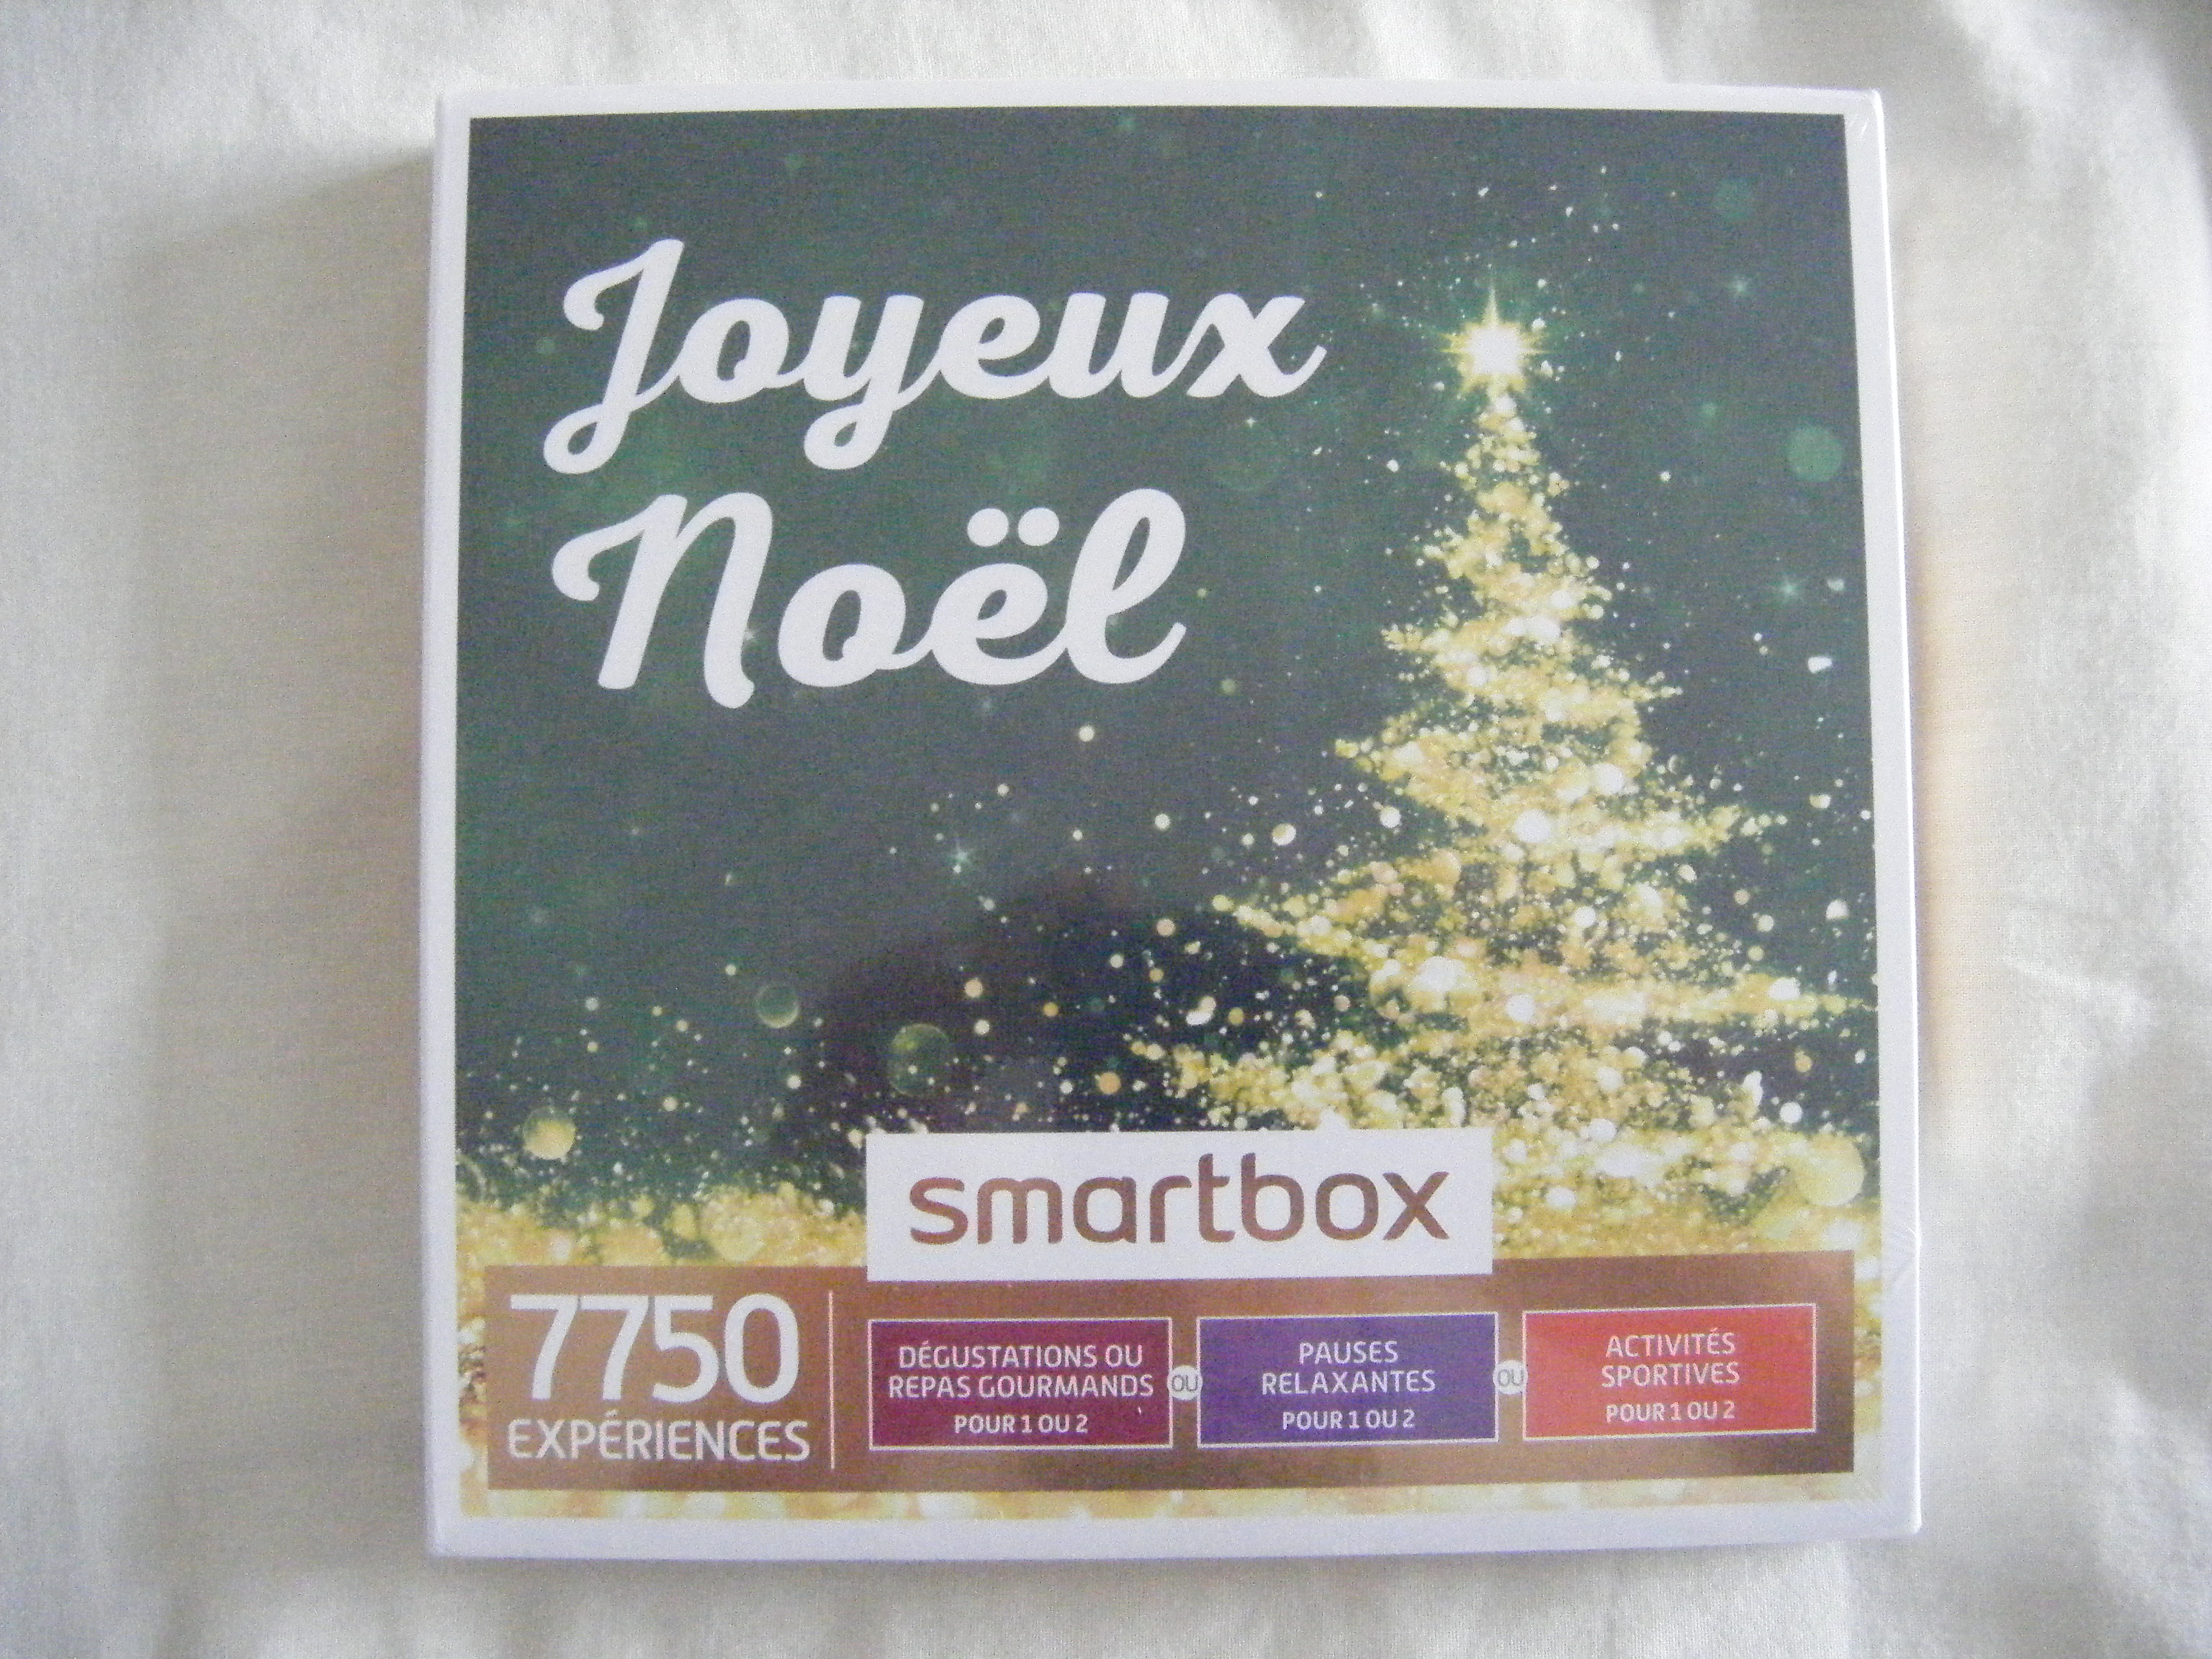 Joyeux
Noël
smartbox
7750
EXPÉRIENCES
DÉGUSTATIONS OU
REPAS GOURMANDS
POUR 1 OU 2
OU
PAUSES
RELAXANTES
POUR 1 OU 2
OU
ACTIVITÉS
SPORTIVES
POUR 1 OU 2